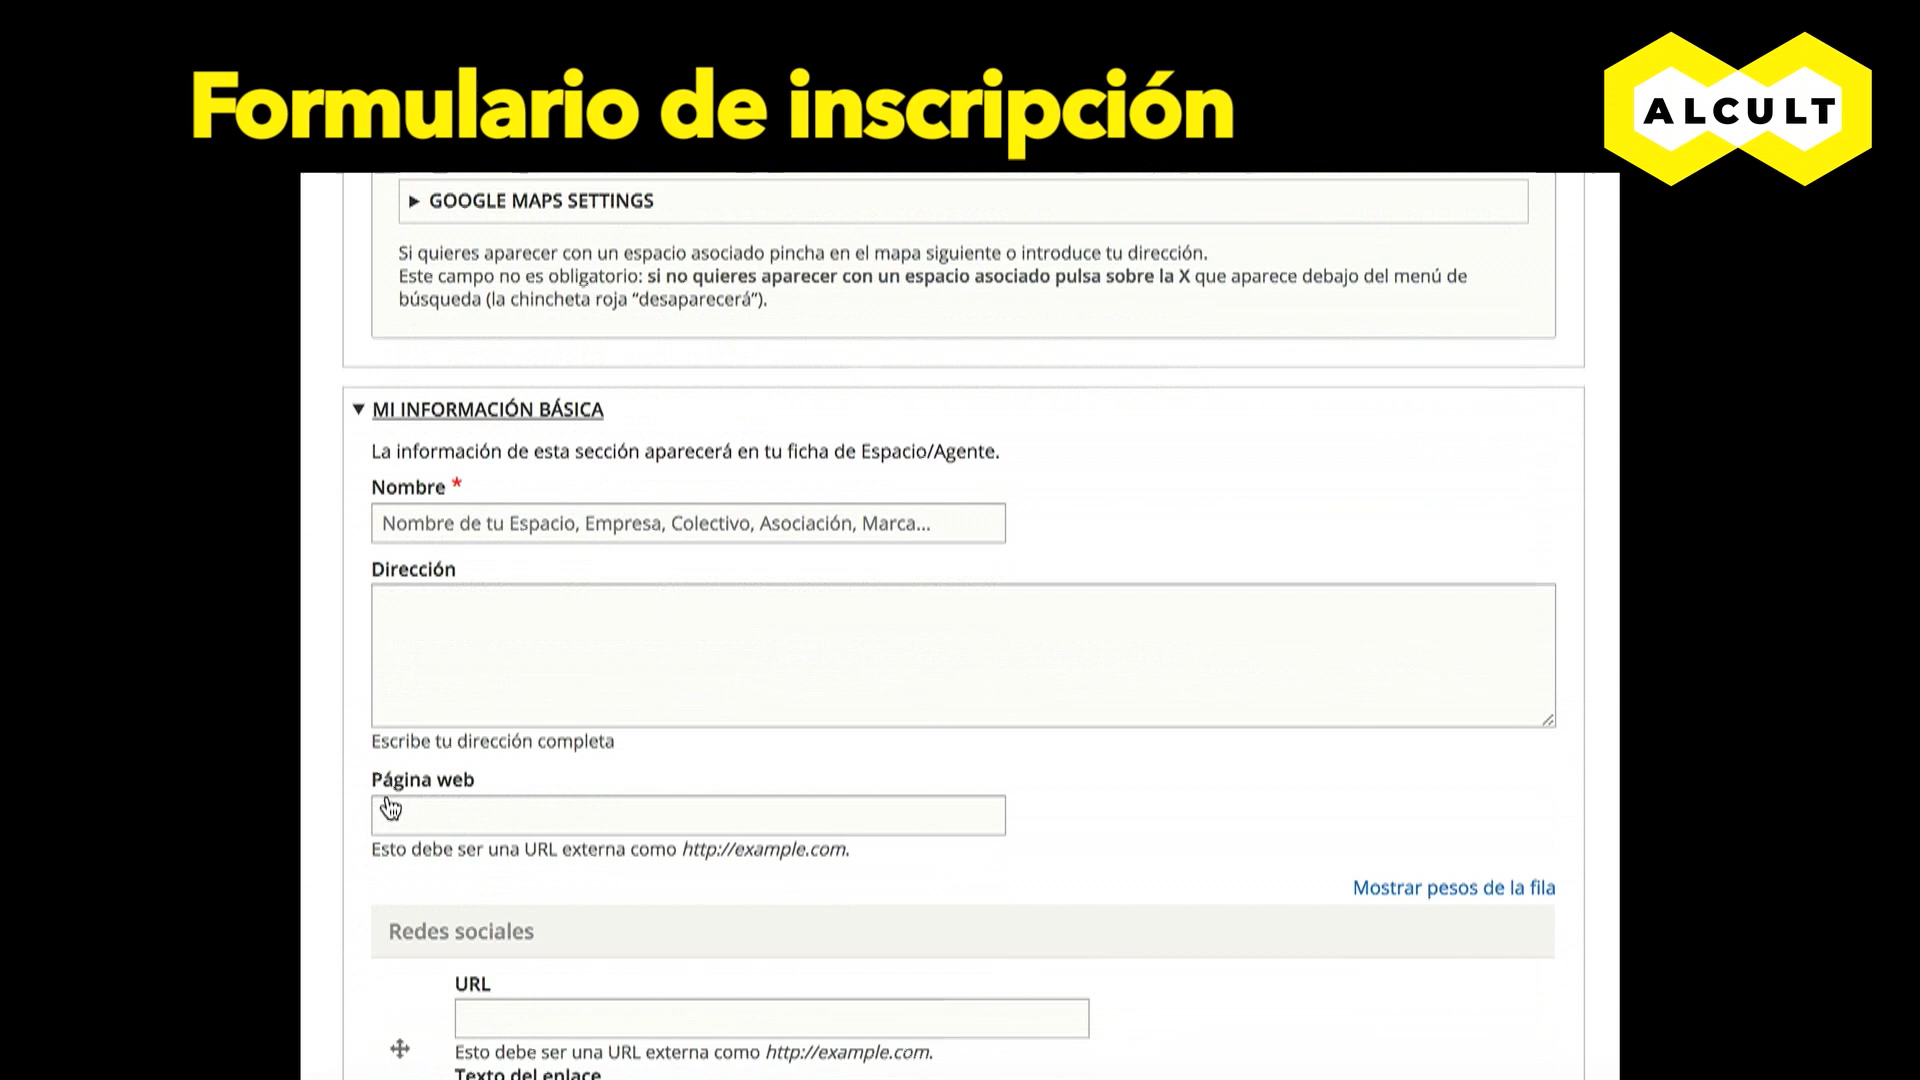 Formulario de inscripción
ALCULT
GOOGLE MAPS SETTINGS
Si quieres aparecer con un espacio asociado pincha en el mapa siguiente o introduce tu dirección.
Este campo no es obligatorio: si no quieres aparecer con un espacio asociado pulsa sobre la X que aparece debajo del menú de
búsqueda (la chincheta roja “desaparecerá”).
MI INFORMACIÓN BÁSICA
La información de esta sección aparecerá en tu ficha de Espacio/Agente.
Nombre *
Nombre de tu Espacio, Empresa, Colectivo, Asociación, Marca...
Dirección
Escribe tu dirección completa
Página web
Esto debe ser una URL externa como http://example.com.
Mostrar pesos de la fila
Redes sociales
URL
Esto debe ser una URL externa como http://example.com.
Texto del enlace